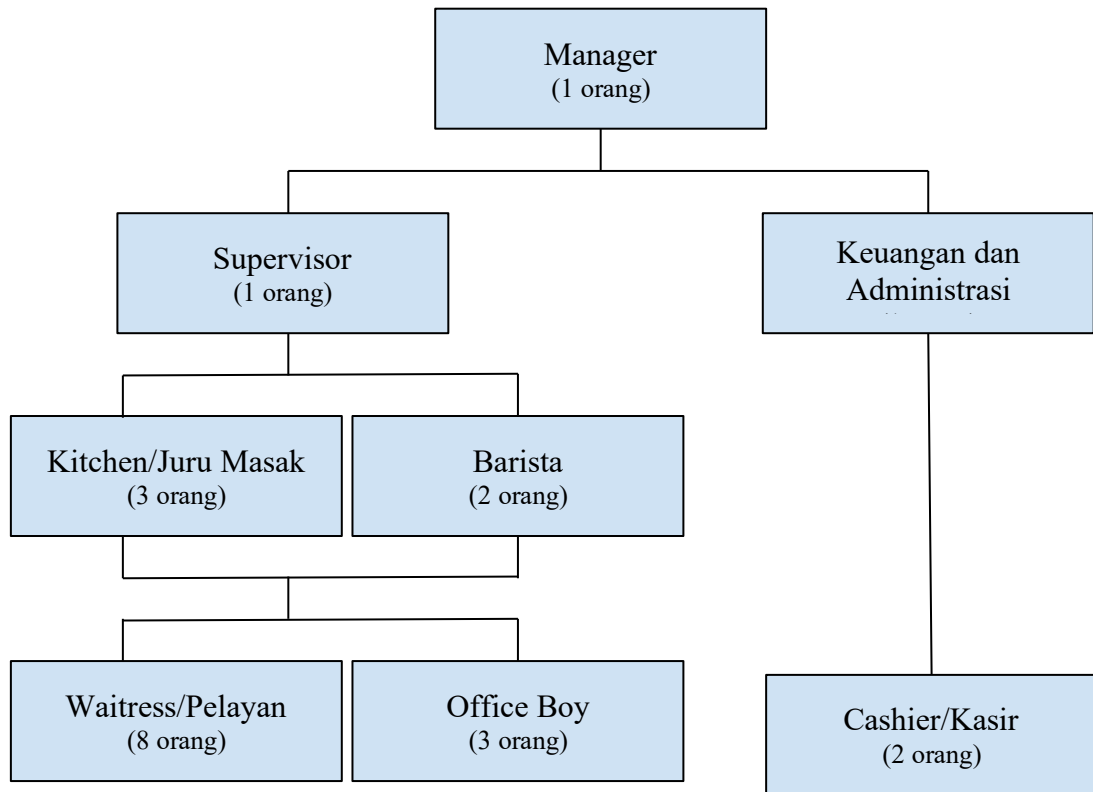 Manager
(1 orang)
Supervisor
(1 orang)
Keuangan dan
Administrasi
Kitchen/Juru Masak
(3 orang)
Barista
(2 orang)
Waitress/Pelayan
(8 orang)
Office Boy
(3 orang)
Cashier/Kasir
(2 orang)